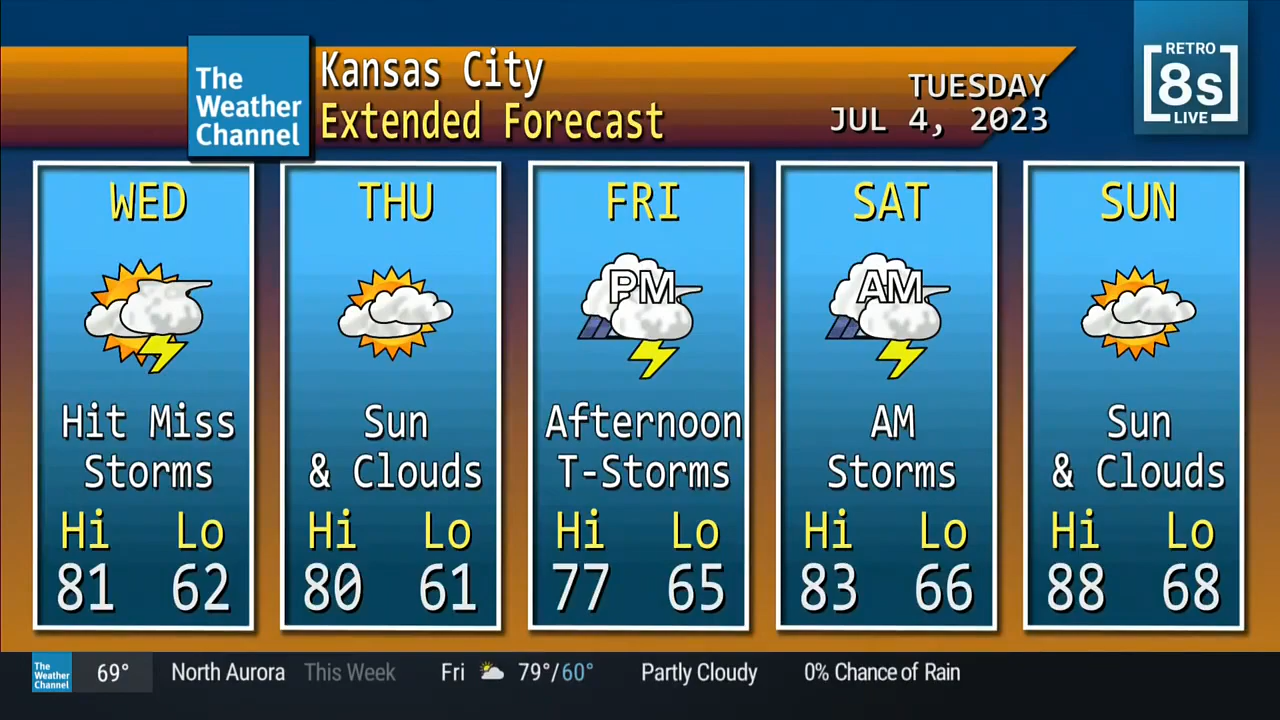 The
Weather
Channel
Kansas City
Extended Forecast
TUESDAY
JUL 4, 2023
RETRO
8s
LIVE
WED
Hit Miss
Storms
Hi Lo
81 62
THU
Sun
& Clouds
Hi Lo
80 61
FRI
PM
Afternoon
T-Storms
Hi Lo
77 65
SAT
AM
AM
Storms
Hi Lo
83 66
SUN
Sun
& Clouds
Hi Lo
88 68
The
Weather
Channel
69° North Aurora This Week Fri 79°/60° Partly Cloudy 0% Chance of Rain